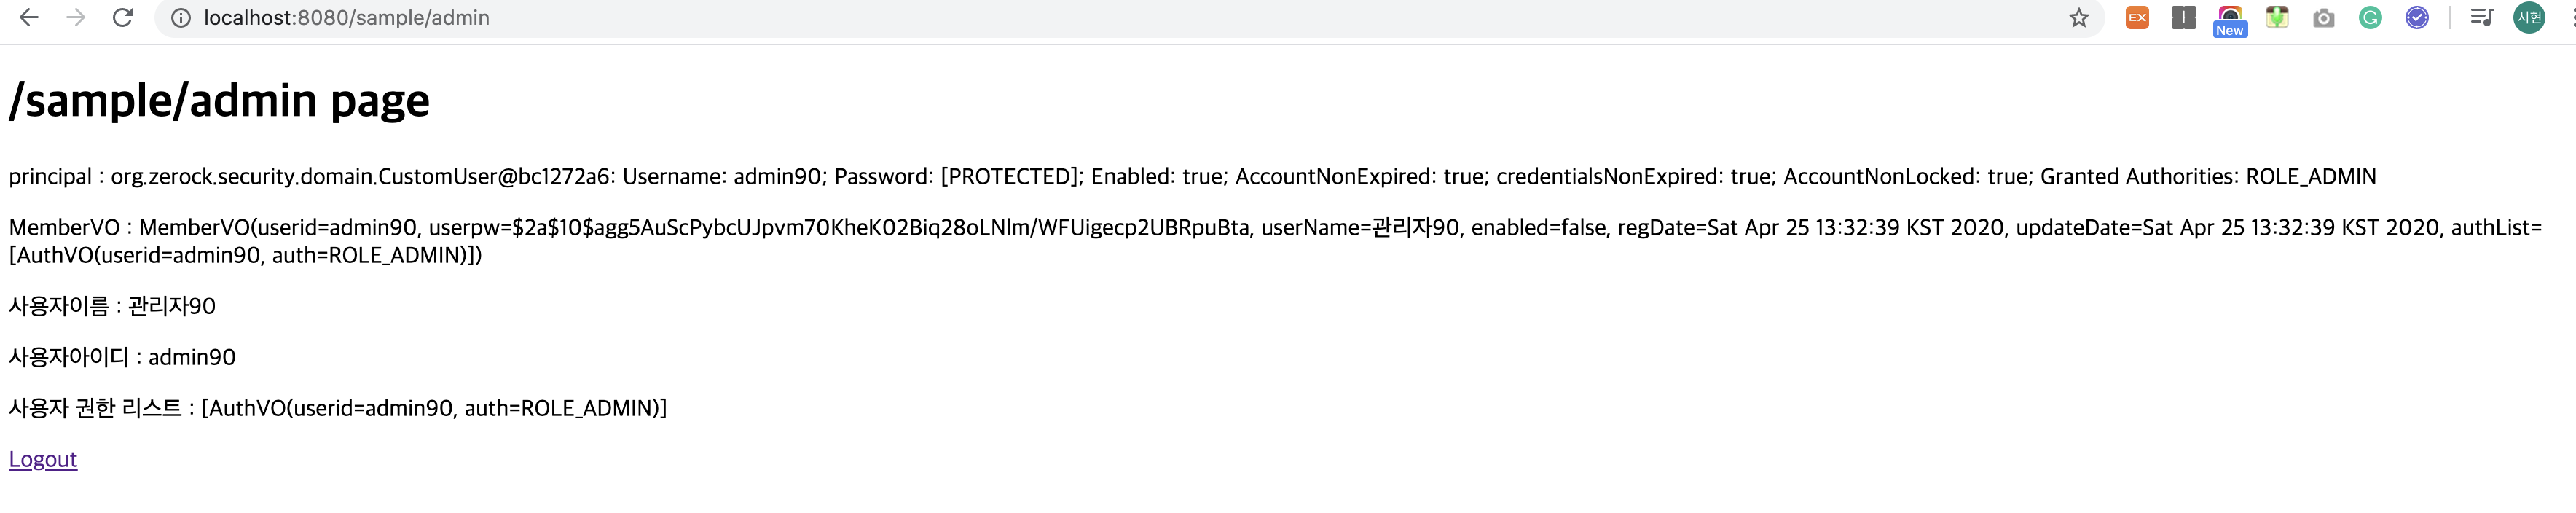 localhost:8080/sample/admin
EX
New
시현
/sample/admin page
principal : org.zerock.security.domain.CustomUser@bc1272a6: Username: admin90; Password: [PROTECTED]; Enabled: true; AccountNonExpired: true; credentialsNonExpired: true; AccountNonLocked: true; Granted Authorities: ROLE_ADMIN
MemberVO : MemberVO(userid=admin90, userpw=$2a$10$agg5AuScPybcUJpvm70KheK02Biq28oLNlm/WFUigecp2UBRpuBta, userName=관리자90, enabled=false, regDate=Sat Apr 25 13:32:39 KST 2020, updateDate=Sat Apr 25 13:32:39 KST 2020, authList=
[AuthVO(userid=admin90, auth=ROLE_ADMIN)])
사용자이름 : 관리자90
사용자아이디 : admin90
사용자 권한 리스트 : [AuthVO(userid=admin90, auth=ROLE_ADMIN)]
Logout